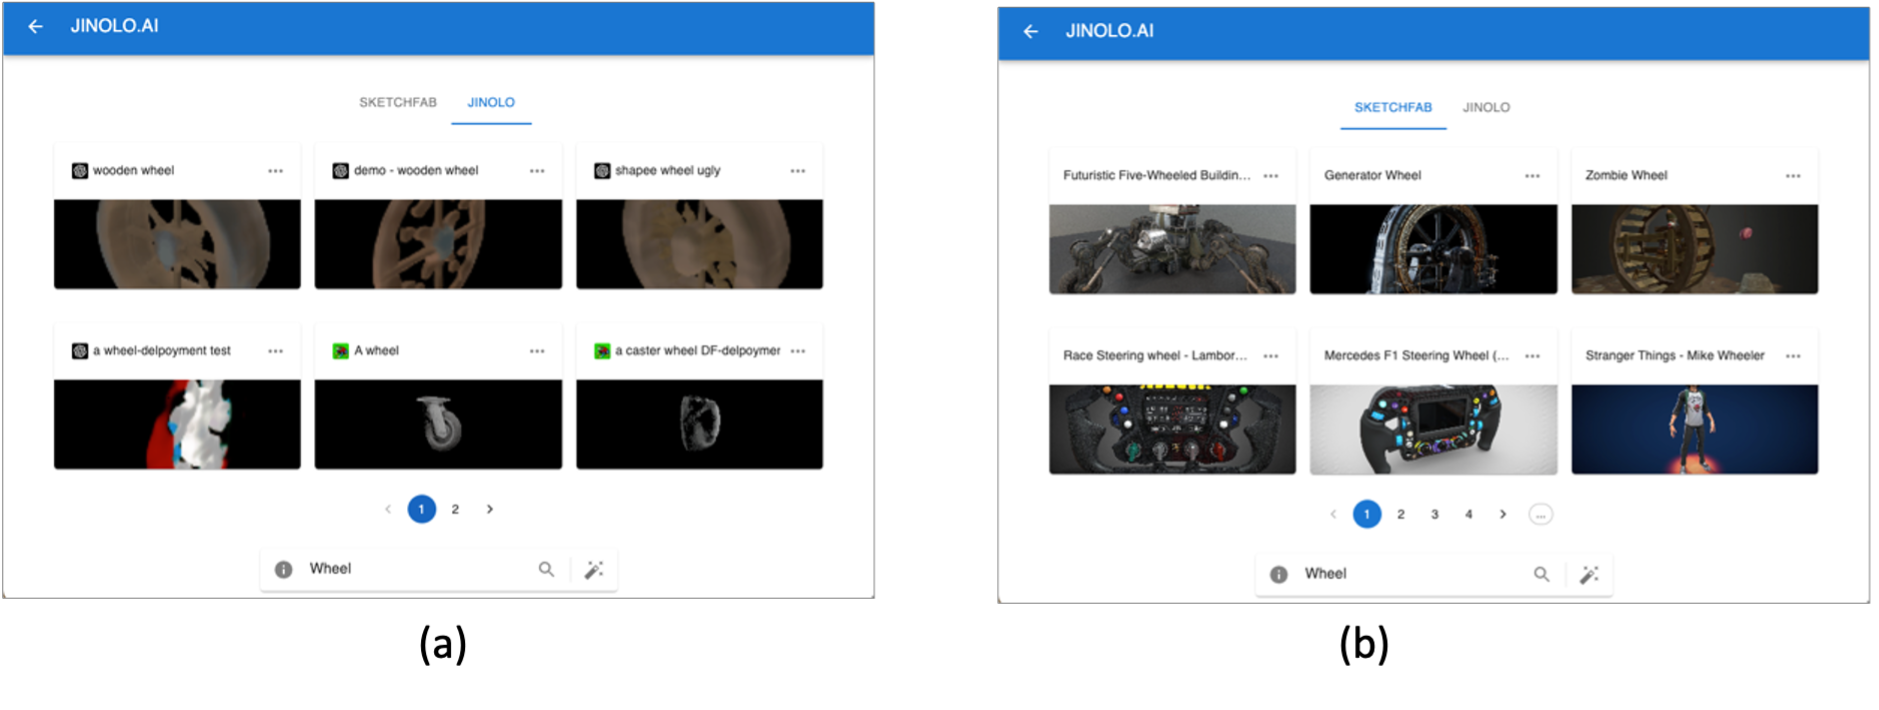 JINOLO.AI
SKETCHFAB JINOLO
wooden wheel ...
demo - wooden wheel ...
shapee wheel ugly ...
a wheel-delpoyment test ...
A wheel ...
a caster wheel DF-delpoymer ...
1 2
Wheel
(a)
JINOLO.AI
SKETCHFAB JINOLO
Futuristic Five-Wheeled Buildin... ...
Generator Wheel ...
Zombie Wheel ...
Race Steering wheel - Lambor... ...
Mercedes F1 Steering Wheel (... ...
Stranger Things - Mike Wheeler ...
1 2 3 4 ...
Wheel
(b)